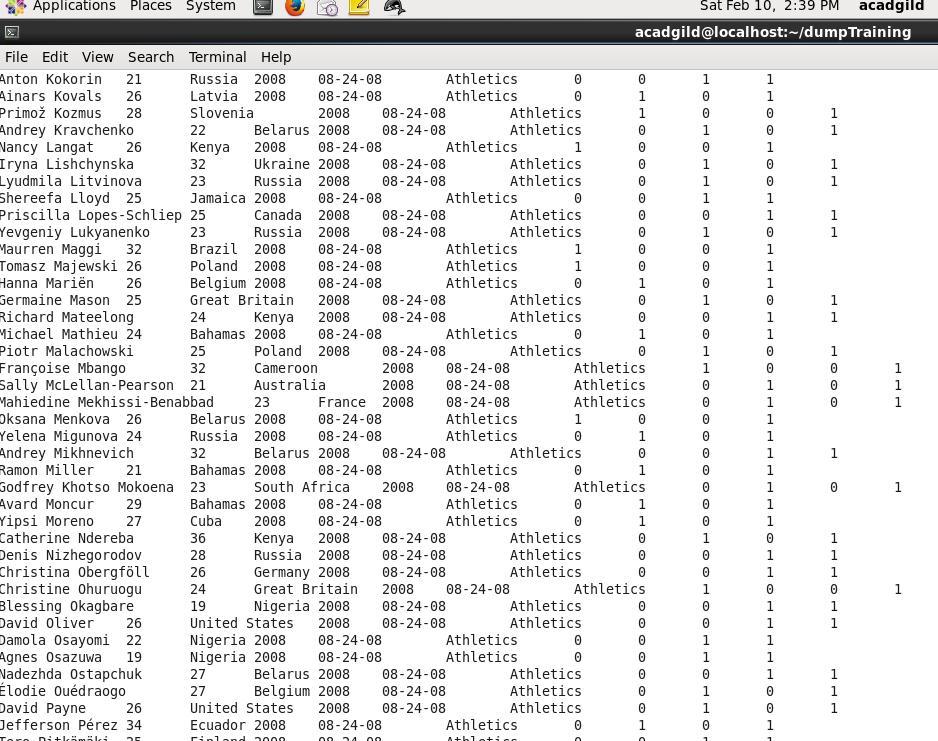 Applications Places System Sat Feb 10, 2:39 PM acadgild
acadgild@localhost:~/dumpTraining
File Edit View Search Terminal Help
Anton Kokorin 21 Russia 2008 08-24-08 Athletics 0 0 1 1
Ainars Kovals 26 Latvia 2008 08-24-08 Athletics 0 1 0 1
Primož Kozmus 28 Slovenia 2008 08-24-08 Athletics 1 0 0 1
Andrey Kravchenko 22 Belarus 2008 08-24-08 Athletics 0 1 0 1
Nancy Langat 26 Kenya 2008 08-24-08 Athletics 1 0 0 1
Iryna Lishchynska 32 Ukraine 2008 08-24-08 Athletics 0 1 0 1
Lyudmila Litvinova 23 Russia 2008 08-24-08 Athletics 0 1 0 1
Shereefa Lloyd 25 Jamaica 2008 08-24-08 Athletics 0 0 1 1
Priscilla Lopes-Schliep 25 Canada 2008 08-24-08 Athletics 0 0 1 1
Yevgeniy Lukyanenko 23 Russia 2008 08-24-08 Athletics 0 1 0 1
Maurren Maggi 32 Brazil 2008 08-24-08 Athletics 1 0 0 1
Tomasz Majewski 26 Poland 2008 08-24-08 Athletics 1 0 0 1
Hanna Mariën 26 Belgium 2008 08-24-08 Athletics 0 1 0 1
Germaine Mason 25 Great Britain 2008 08-24-08 Athletics 0 1 0 1
Richard Mateelong 24 Kenya 2008 08-24-08 Athletics 0 0 1 1
Michael Mathieu 24 Bahamas 2008 08-24-08 Athletics 0 1 0 1
Piotr Malachowski 25 Poland 2008 08-24-08 Athletics 0 1 0 1
Françoise Mbango 32 Cameroon 2008 08-24-08 Athletics 1 0 0 1
Sally McLellan-Pearson 21 Australia 2008 08-24-08 Athletics 0 1 0 1
Mahiedine Mekhissi-Benabbad 23 France 2008 08-24-08 Athletics 0 1 0 1
Oksana Menkova 26 Belarus 2008 08-24-08 Athletics 1 0 0 1
Yelena Migunova 24 Russia 2008 08-24-08 Athletics 0 1 0 1
Andrey Mikhnevich 32 Belarus 2008 08-24-08 Athletics 0 0 1 1
Ramon Miller 21 Bahamas 2008 08-24-08 Athletics 0 1 0 1
Godfrey Khotso Mokoena 23 South Africa 2008 08-24-08 Athletics 0 1 0 1
Avard Moncur 29 Bahamas 2008 08-24-08 Athletics 0 1 0 1
Yipsi Moreno 27 Cuba 2008 08-24-08 Athletics 0 1 0 1
Catherine Ndereba 36 Kenya 2008 08-24-08 Athletics 0 1 0 1
Denis Nizhegorodov 28 Russia 2008 08-24-08 Athletics 0 0 1 1
Christina Obergföll 26 Germany 2008 08-24-08 Athletics 0 0 1 1
Christine Ohuruogu 24 Great Britain 2008 08-24-08 Athletics 1 0 0 1
Blessing Okagbare 19 Nigeria 2008 08-24-08 Athletics 0 0 1 1
David Oliver 26 United States 2008 08-24-08 Athletics 0 0 1 1
Damola Osayomi 22 Nigeria 2008 08-24-08 Athletics 0 0 1 1
Agnes Osazuwa 19 Nigeria 2008 08-24-08 Athletics 0 0 1 1
Nadezhda Ostapchuk 27 Belarus 2008 08-24-08 Athletics 0 0 1 1
Élodie Ouédraogo 27 Belgium 2008 08-24-08 Athletics 0 1 0 1
David Payne 26 United States 2008 08-24-08 Athletics 0 1 0 1
Jefferson Pérez 34 Ecuador 2008 08-24-08 Athletics 0 1 0 1